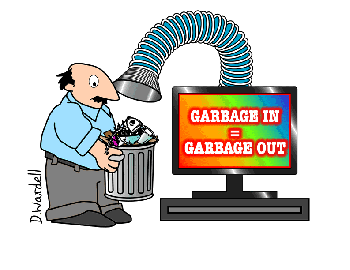 GARBAGE IN
=
GARBAGE OUT
D.Wardell